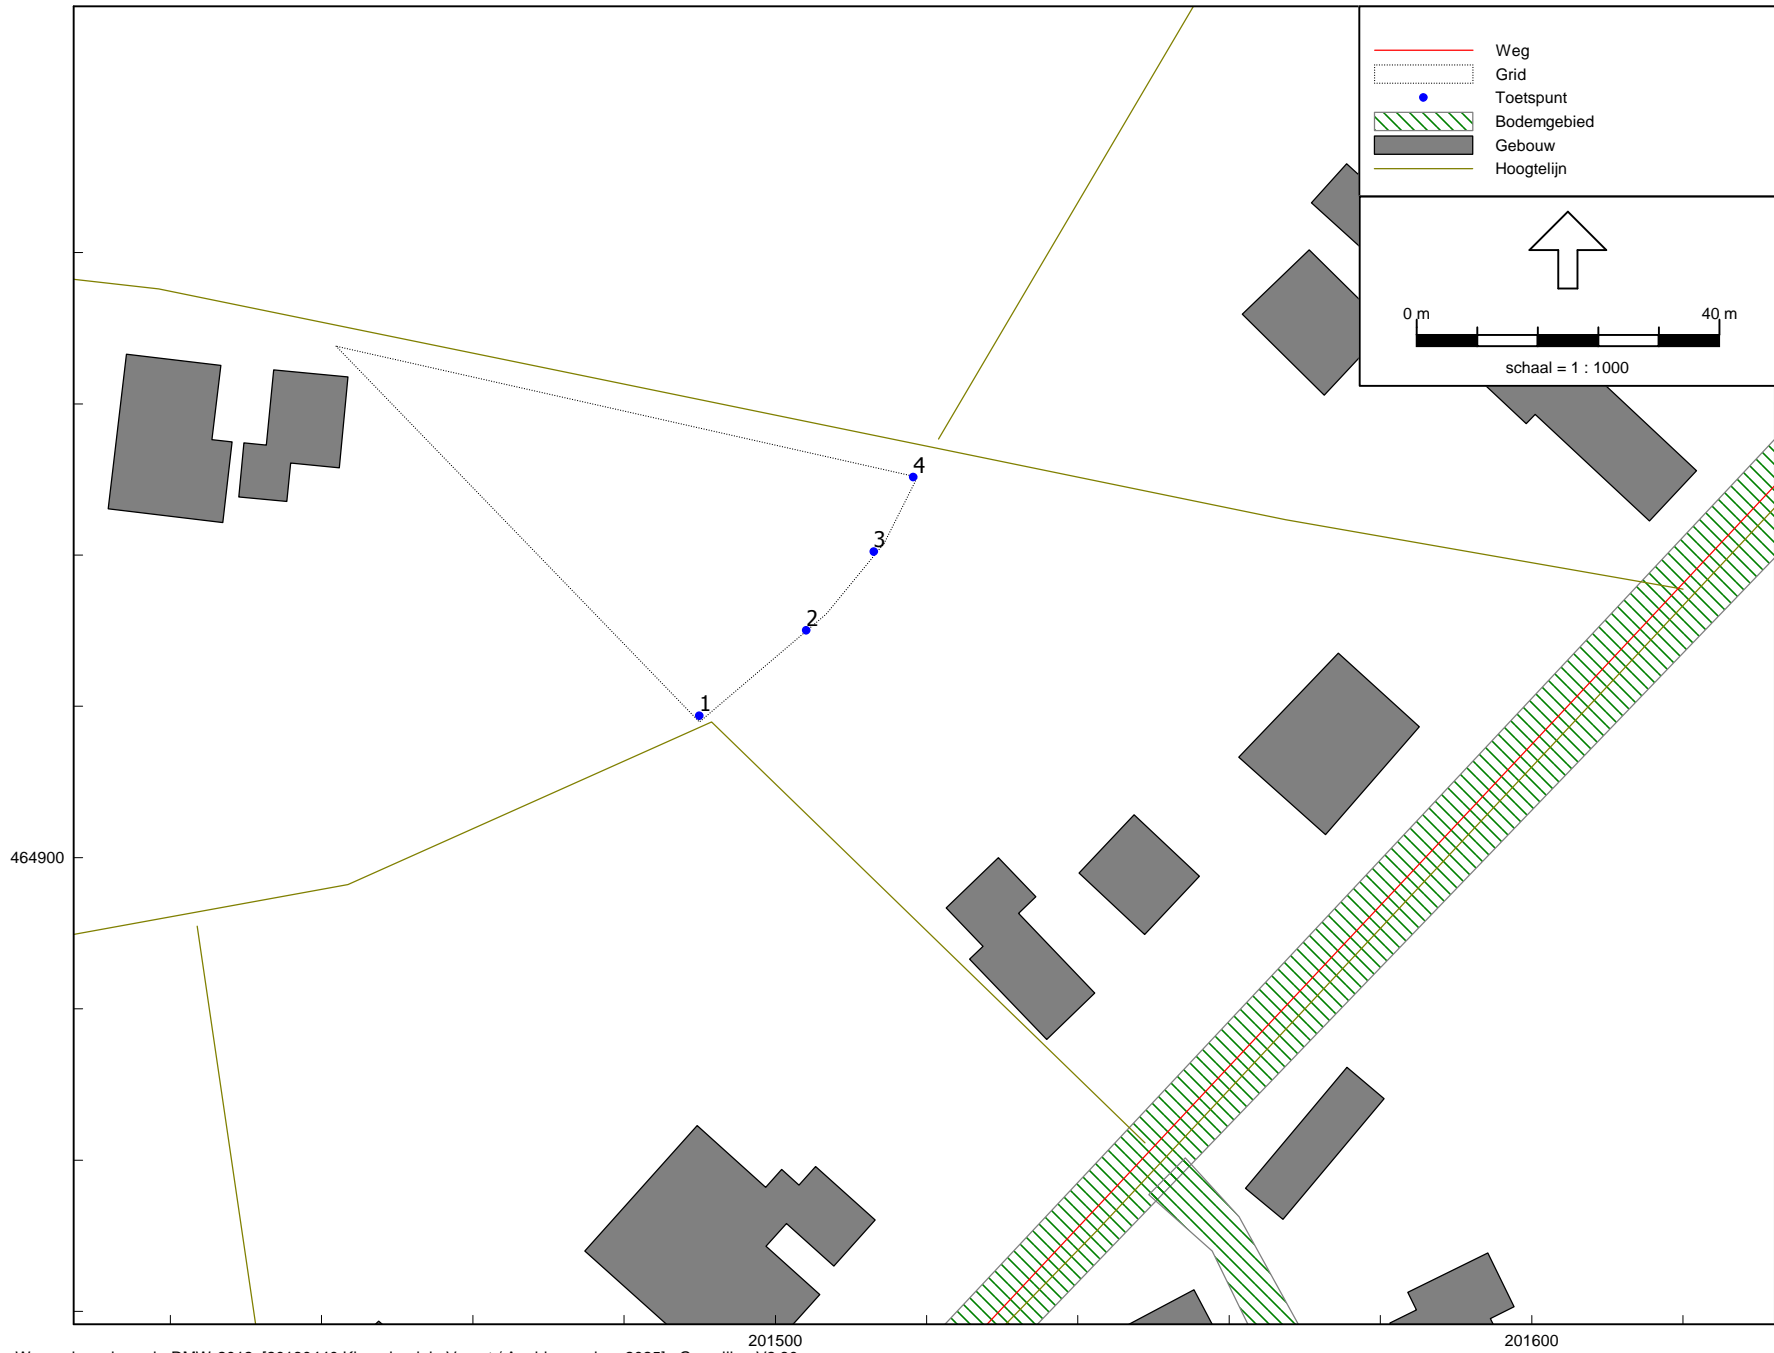 Weg
Grid
Toetspunt
Bodemgebied
Gebouw
Hoogtelijn
0 m 40 m
schaal = 1 : 1000
4
3
2
1
464900
201500 201600